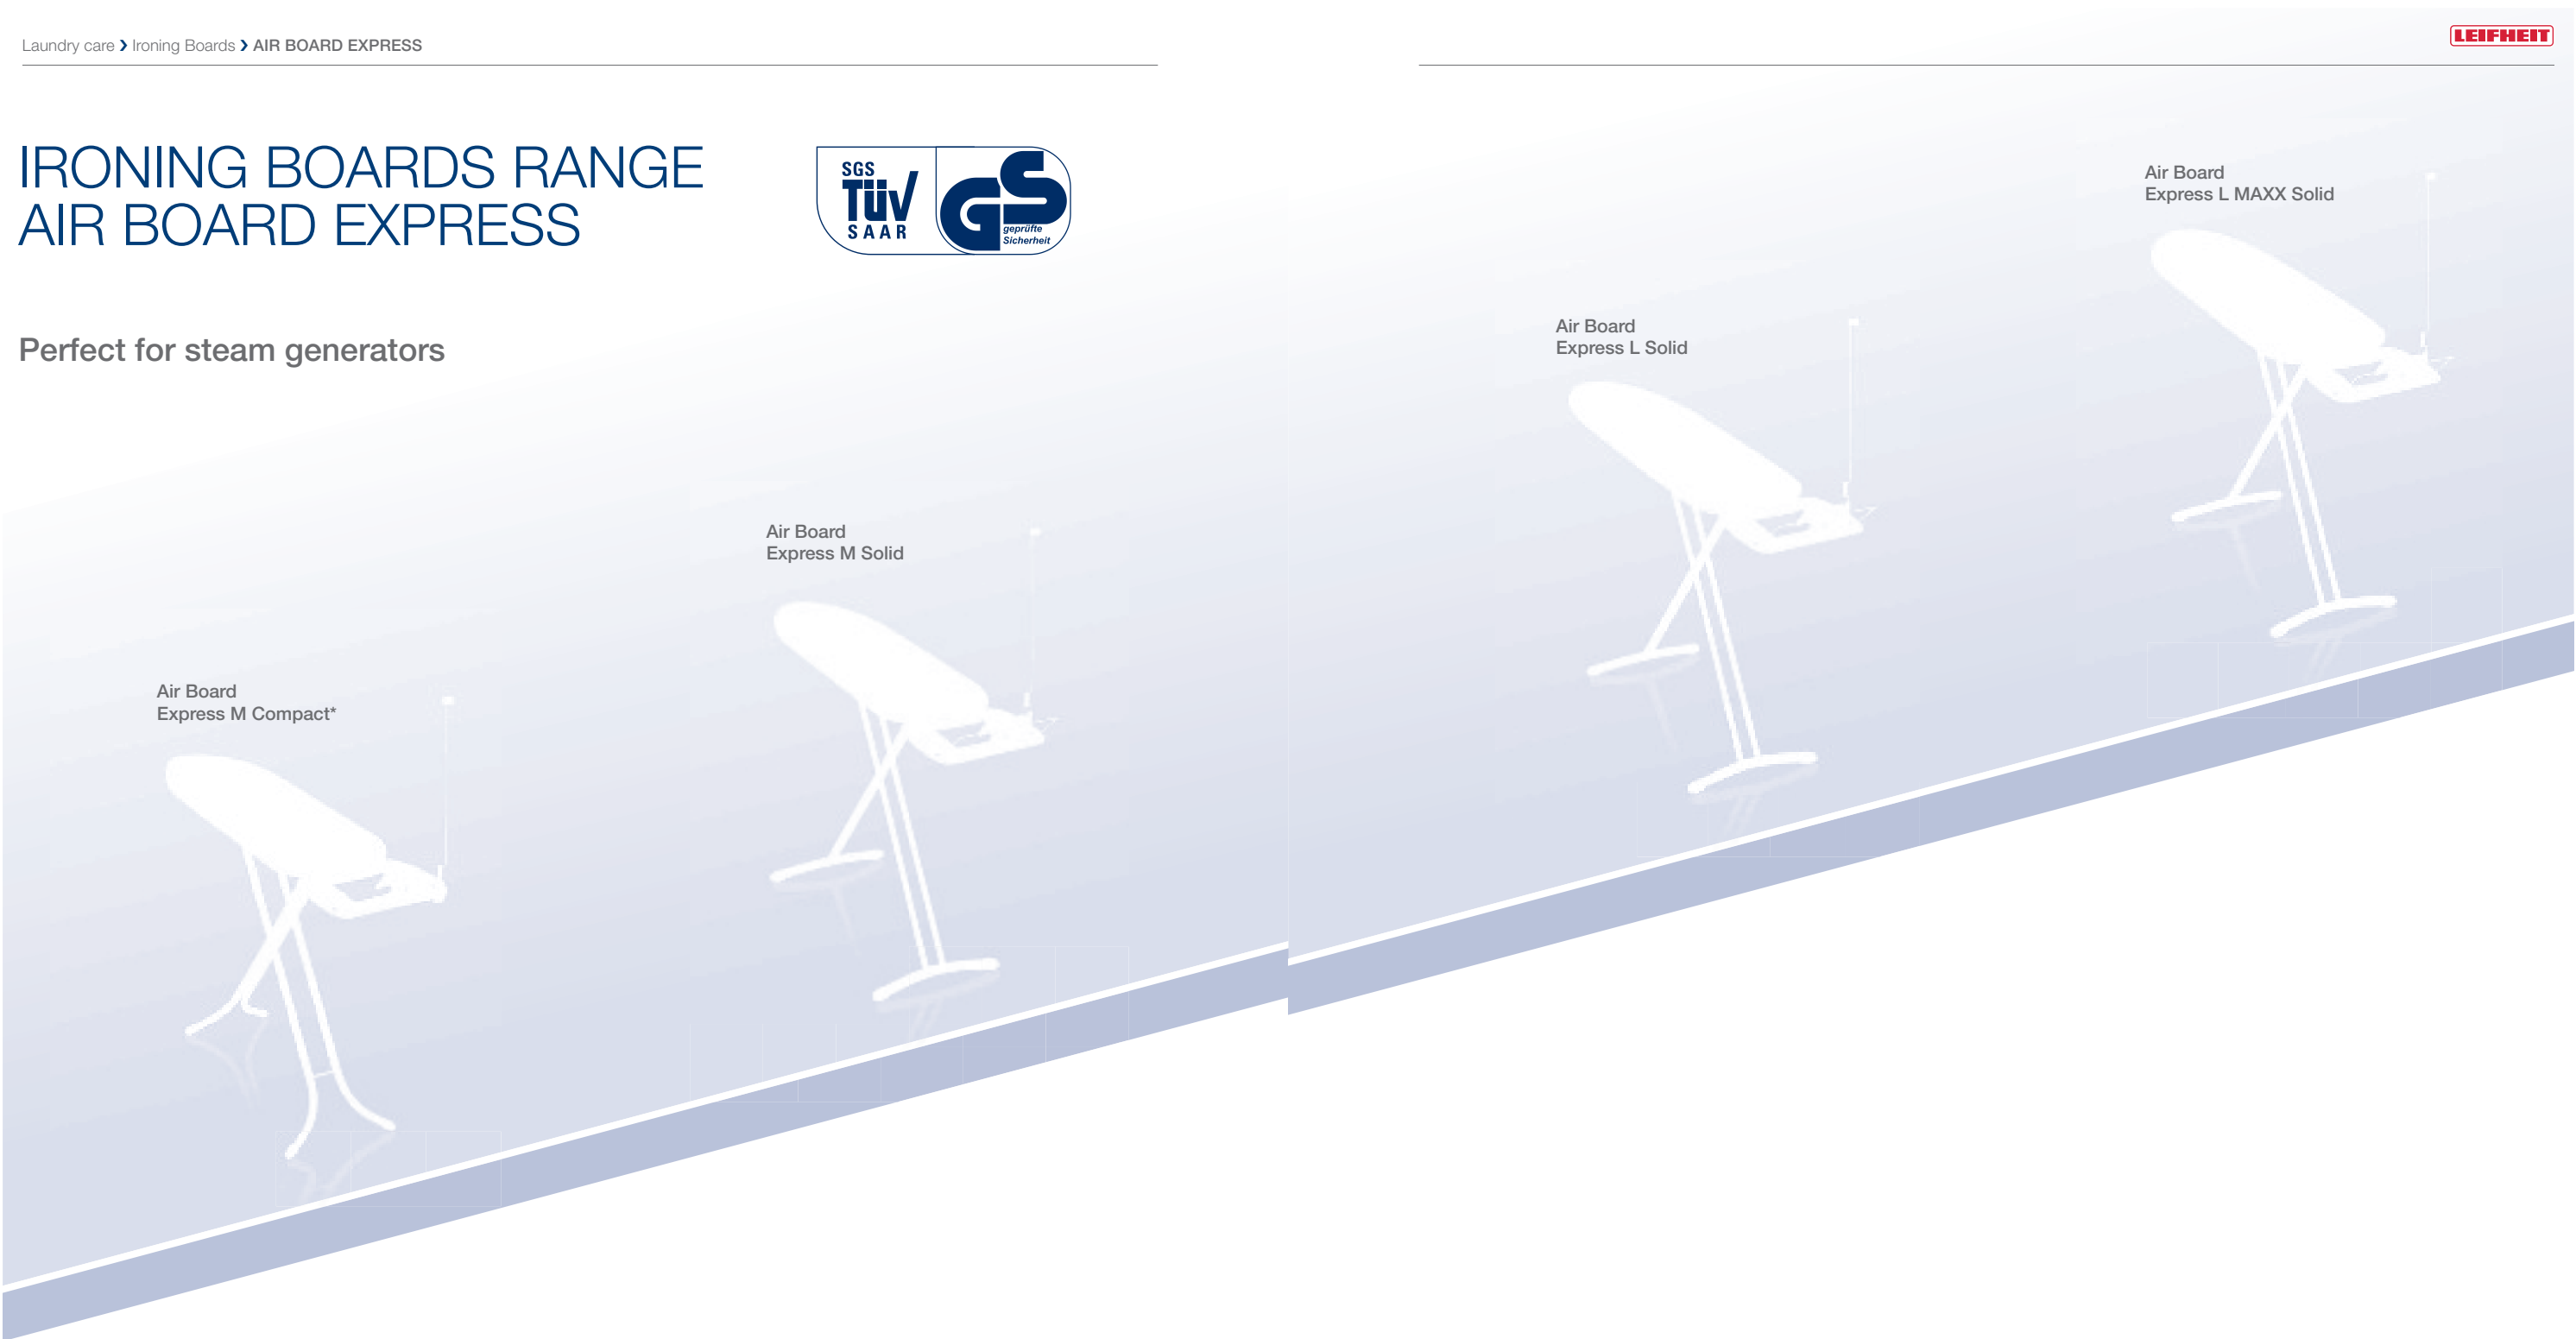 Laundry care › Ironing Boards › AIR BOARD EXPRESS
LEIFHEIT
IRONING BOARDS RANGE
AIR BOARD EXPRESS
SGS
TÜV
SAAR
GS
geprüfte
Sicherheit
Perfect for steam generators
Air Board
Express M Compact*
Air Board
Express M Solid
Air Board
Express L Solid
Air Board
Express L MAXX Solid